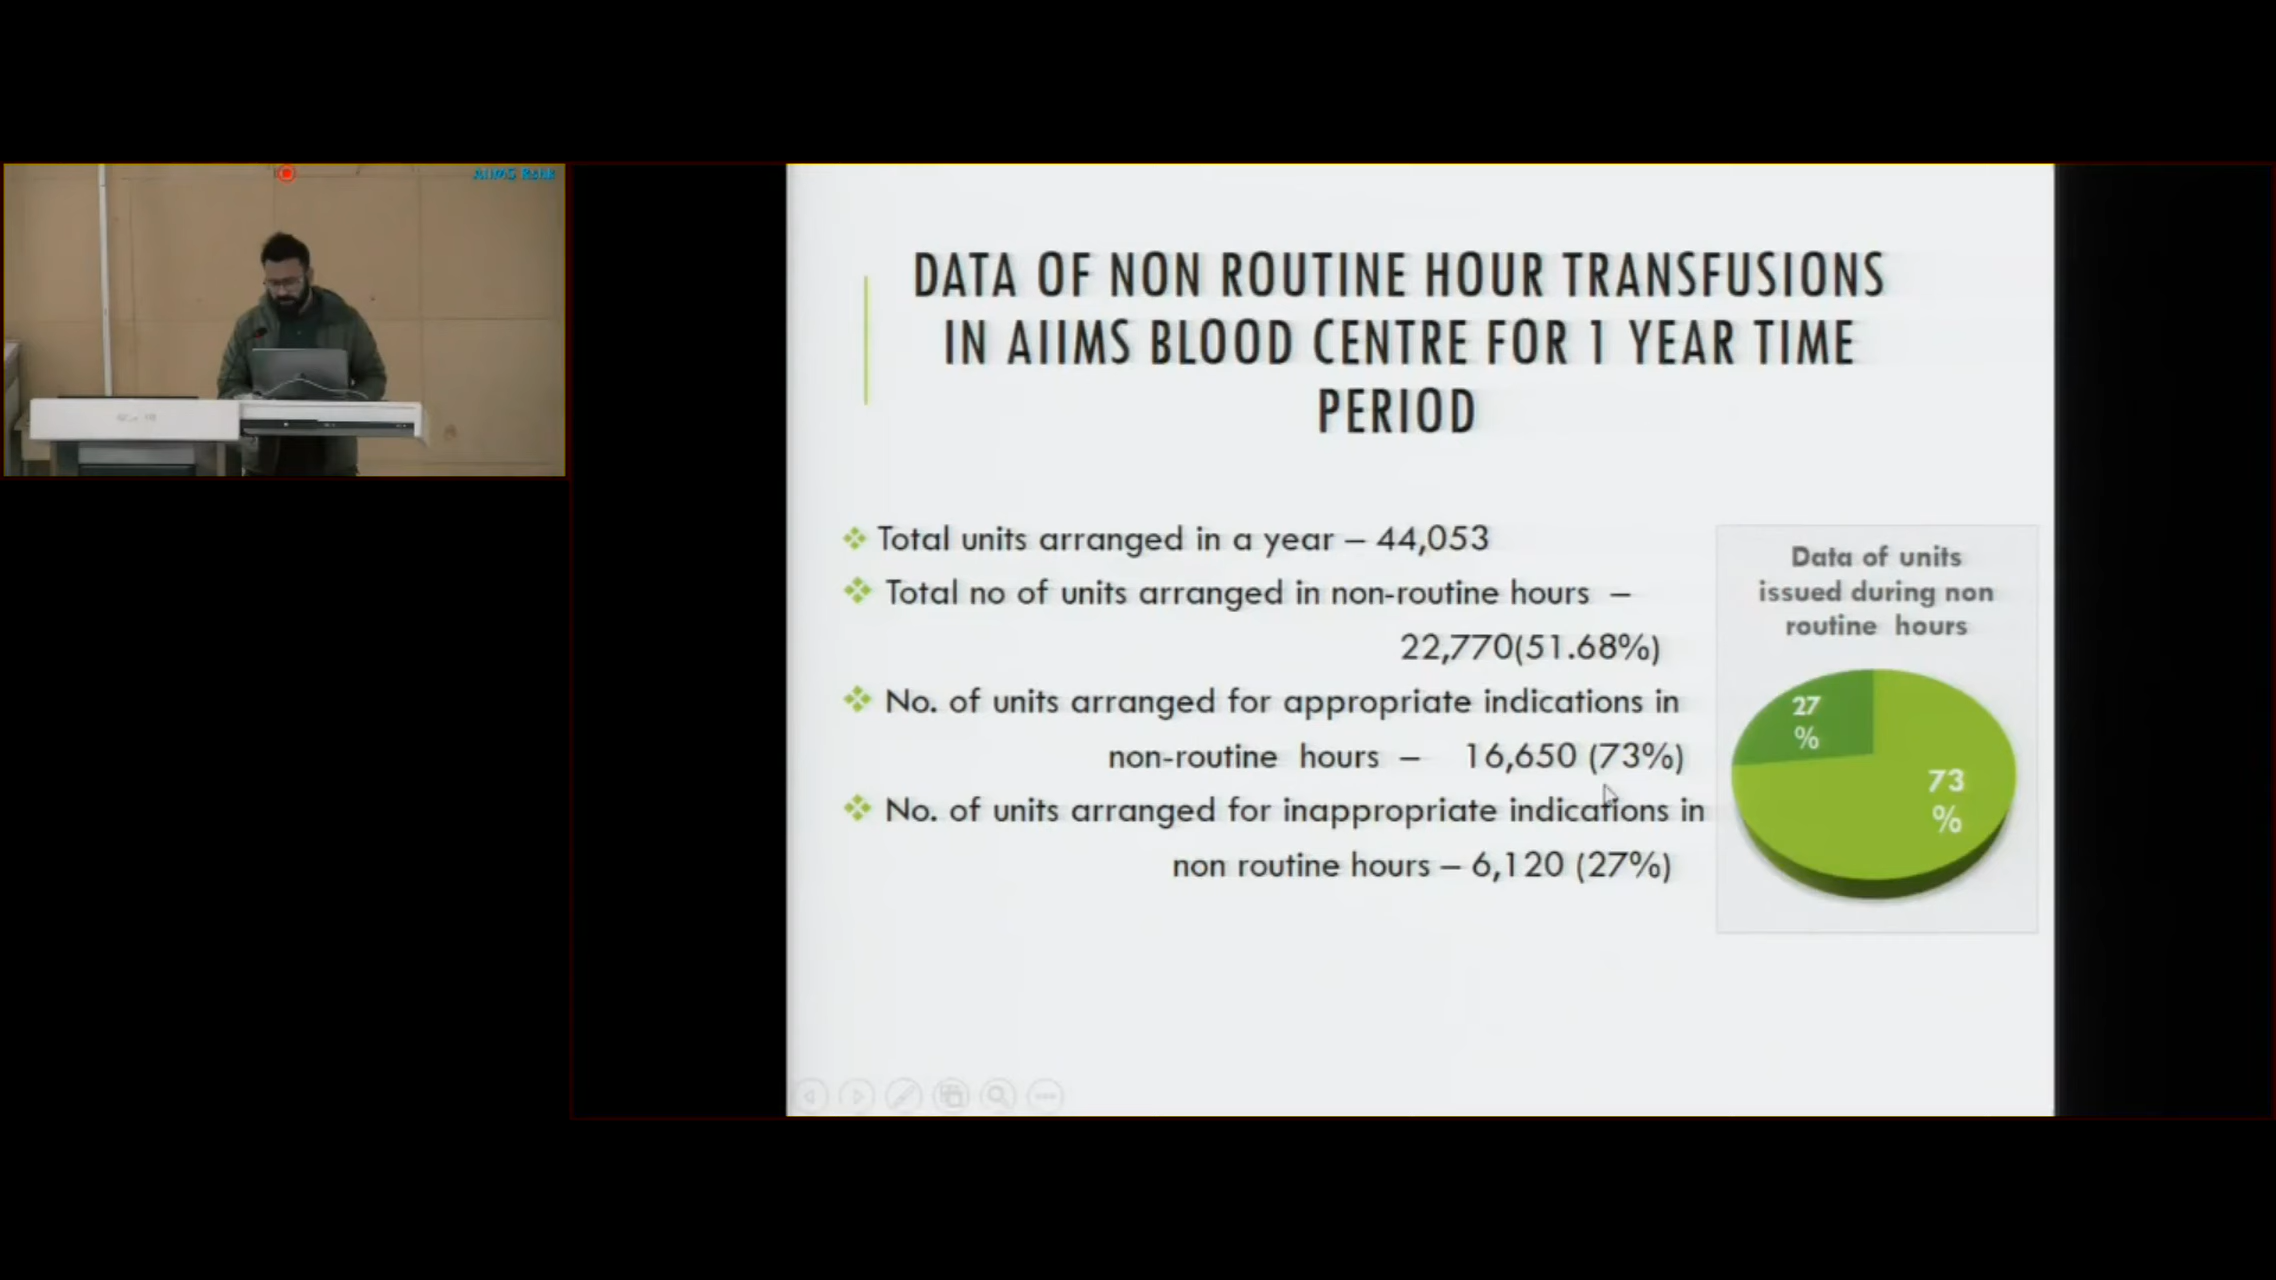 DATA OF NON ROUTINE HOUR TRANSFUSIONS
IN AIIMS BLOOD CENTRE FOR 1 YEAR TIME
PERIOD
Total units arranged in a year – 44,053
Total no of units arranged in non-routine hours –
22,770(51.68%)
No. of units arranged for appropriate indications in
non-routine hours – 16,650 (73%)
No. of units arranged for inappropriate indications in
non routine hours – 6,120 (27%)
Data of units
issued during non
routine hours
27
%
73
%
AIIMS